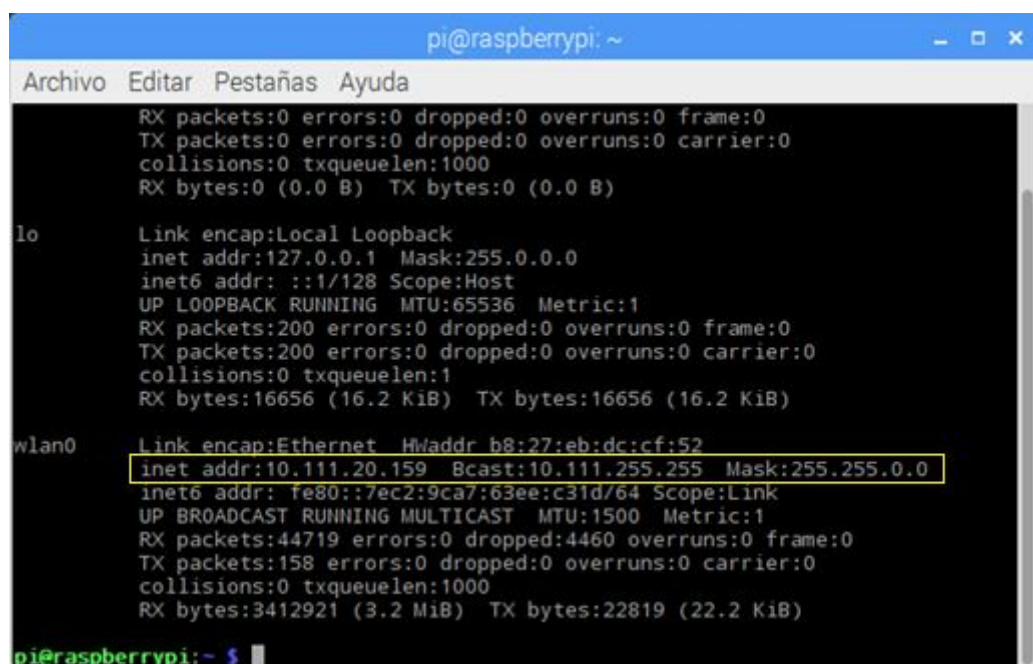 pi@raspberrypi: ~
Archivo Editar Pestañas Ayuda
RX packets:0 errors:0 dropped:0 overruns:0 frame:0
TX packets:0 errors:0 dropped:0 overruns:0 carrier:0
collisions:0 txqueuelen:1000
RX bytes:0 (0.0 B)  TX bytes:0 (0.0 B)
lo Link encap:Local Loopback
inet addr:127.0.0.1  Mask:255.0.0.0
inet6 addr: ::1/128 Scope:Host
UP LOOPBACK RUNNING  MTU:65536  Metric:1
RX packets:200 errors:0 dropped:0 overruns:0 frame:0
TX packets:200 errors:0 dropped:0 overruns:0 carrier:0
collisions:0 txqueuelen:1
RX bytes:16656 (16.2 KiB)  TX bytes:16656 (16.2 KiB)
wlan0 Link encap:Ethernet  HWaddr b8:27:eb:dc:cf:52
inet addr:10.111.20.159  Bcast:10.111.255.255  Mask:255.255.0.0
inet6 addr: fe80::7ec2:9ca7:63ee:c31d/64 Scope:Link
UP BROADCAST RUNNING MULTICAST  MTU:1500  Metric:1
RX packets:44719 errors:0 dropped:4460 overruns:0 frame:0
TX packets:158 errors:0 dropped:0 overruns:0 carrier:0
collisions:0 txqueuelen:1000
RX bytes:3412921 (3.2 MiB)  TX bytes:22819 (22.2 KiB)
pi@raspberrypi:~ $